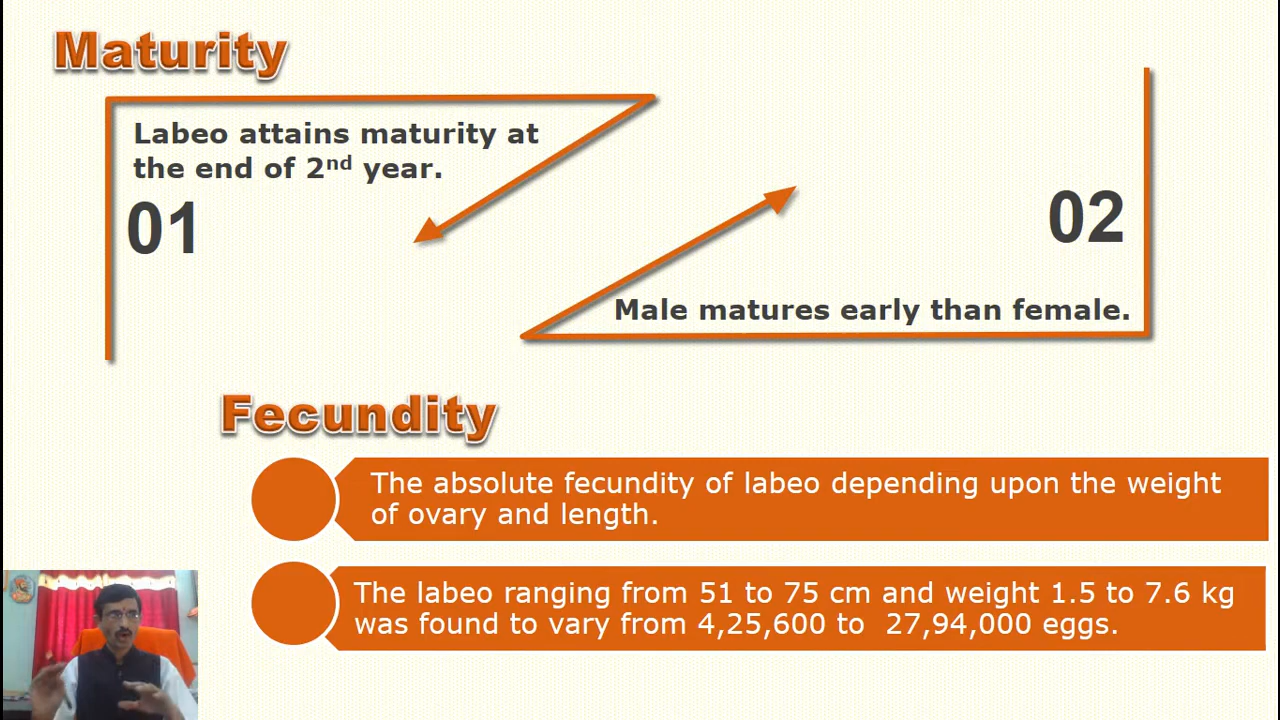 Maturity
Labeo attains maturity at
the end of 2nd year.
01
02
Male matures early than female.
Fecundity
The absolute fecundity of labeo depending upon the weight
of ovary and length.
The labeo ranging from 51 to 75 cm and weight 1.5 to 7.6 kg
was found to vary from 4,25,600 to 27,94,000 eggs.